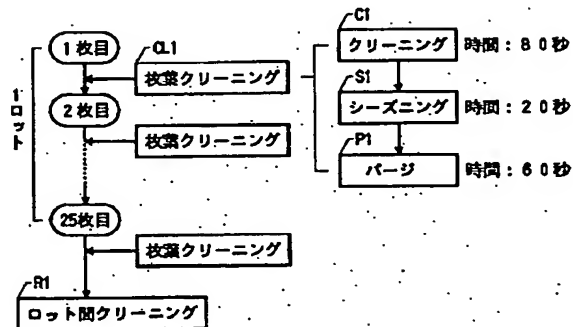 1枚目
CL1
枚葉クリーニング
2枚目
枚葉クリーニング
1ロット
25枚目
枚葉クリーニング
R1
ロット間クリーニング
C1
クリーニング 時間：80秒
S1
シーズニング 時間：20秒
P1
パージ 時間：60秒